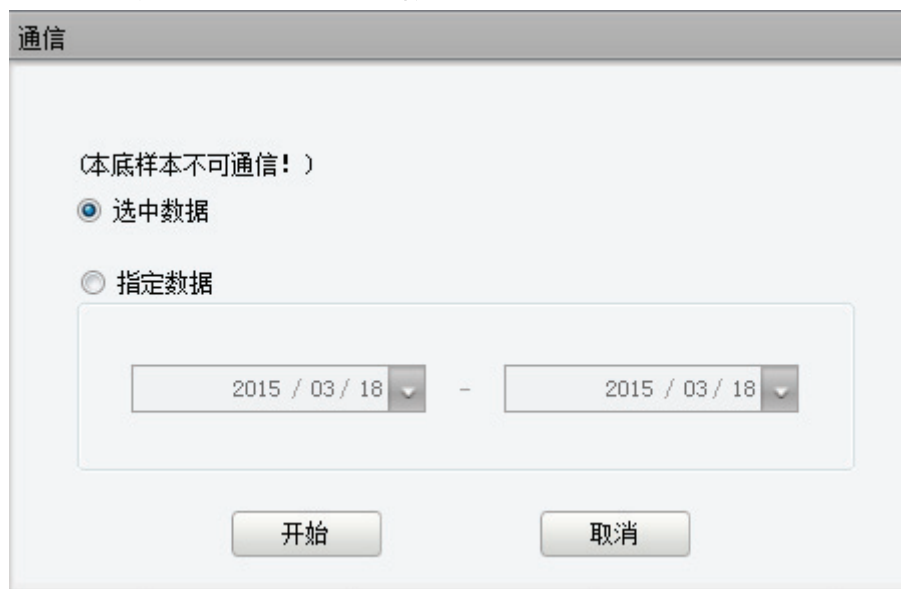 通信
(本底样本不可通信! )
选中数据
指定数据
2015 / 03 / 18 - 2015 / 03 / 18
开始 取消